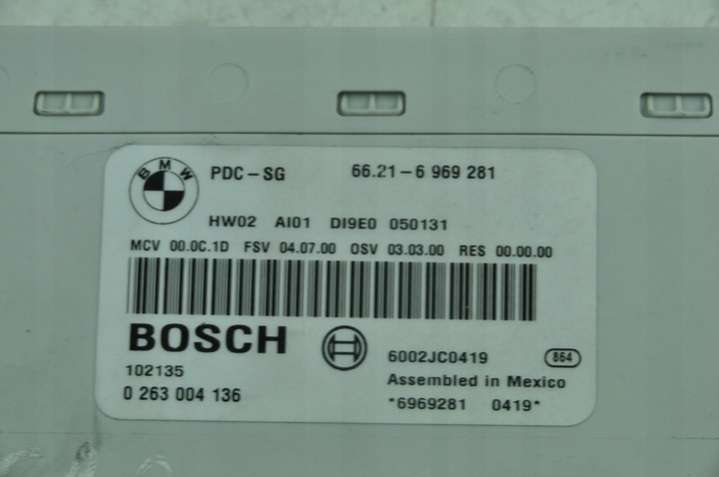 BMW
PDC-SG 66.21-6 969 281
HW02 AI01 DI9E0 050131
MCV 00.0C.1D FSV 04.07.00 OSV 03.03.00 RES 00.00.00
BOSCH
6002JC0419 864
102135
Assembled in Mexico
0 263 004 136
*6969281 0419*